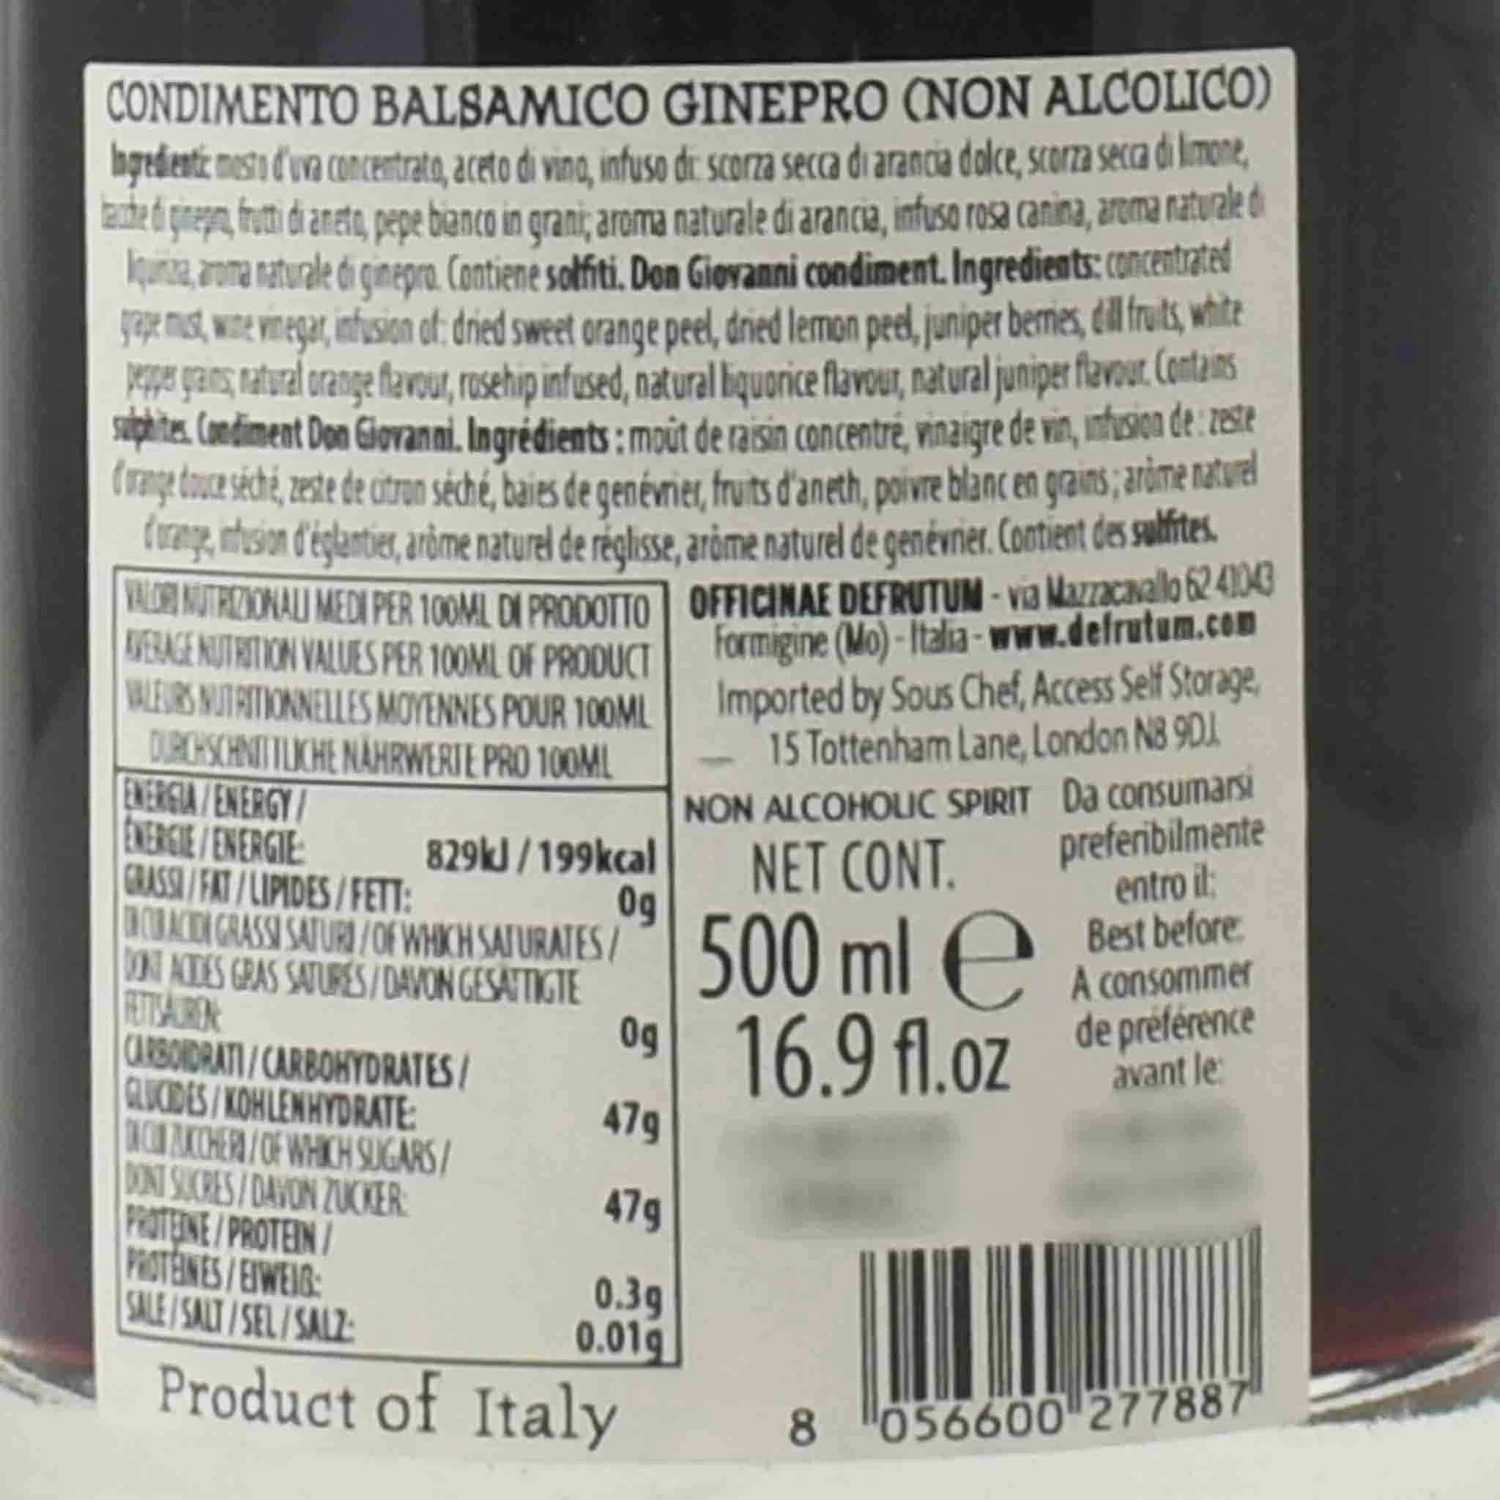 CONDIMENTO BALSAMICO GINEPRO (NON ALCOLICO)
Ingredienti: mosto d'uva concentrato, aceto di vino, infuso di: scorza secca di arancia dolce, scorza secca di limone,
bacche di ginepro, frutti di aneto, pepe bianco in grani; aroma naturale di arancia, infuso rosa canina, aroma naturale di
liquirizia, aroma naturale di ginepro. Contiene solfiti. Don Giovanni condiment. Ingredients: concentrated
grape must, wine vinegar, infusion of: dried sweet orange peel, dried lemon peel, juniper berries, dill fruits, white
pepper grains; natural orange flavour, rosehip infused, natural liquorice flavour, natural juniper flavour. Contains
sulphites. Condiment Don Giovanni. Ingrédients : moût de raisin concentré, vinaigre de vin, infusion de : zeste
d'orange douce séché, zeste de citron séché, baies de genévrier, fruits d'aneth, poivre blanc en grains ; arôme naturel
d'orange, infusion d'églantier, arôme naturel de réglisse, arôme naturel de genévrier. Contient des sulfites.
VALORI NUTRIZIONALI MEDI PER 100ML DI PRODOTTO
AVERAGE NUTRITION VALUES PER 100ML OF PRODUCT
VALEURS NUTRITIONNELLES MOYENNES POUR 100ML
DURCHSCHNITTLICHE NÄHRWERTE PRO 100ML
ENERGIA / ENERGY /
ÉNERGIE / ENERGIE: 829kJ / 199kcal
GRASSI / FAT / LIPIDES / FETT: 0g
DI CUI ACIDI GRASSI SATURI / OF WHICH SATURATES /
DONT ACIDES GRAS SATURÉS / DAVON GESÄTTIGTE
FETTSÄUREN: 0g
CARBOIDRATI / CARBOHYDRATES /
GLUCIDES / KOHLENHYDRATE: 47g
DI CUI ZUCCHERI / OF WHICH SUGARS /
DONT SUCRES / DAVON ZUCKER: 47g
PROTEINE / PROTEIN /
PROTÉINES / EIWEIß: 0.3g
SALE / SALT / SEL / SALZ: 0.01g
Product of Italy
OFFICINAE DEFRUTUM - via Mazzacavallo 62 41043
Formigine (Mo) - Italia - www.defrutum.com
Imported by Sous Chef, Access Self Storage,
15 Tottenham Lane, London N8 9DJ.
NON ALCOHOLIC SPIRIT
NET CONT.
500 ml e
16.9 fl.oz
Da consumarsi
preferibilmente
entro il:
Best before:
A consommer
de préférence
avant le:
8 056600 277887